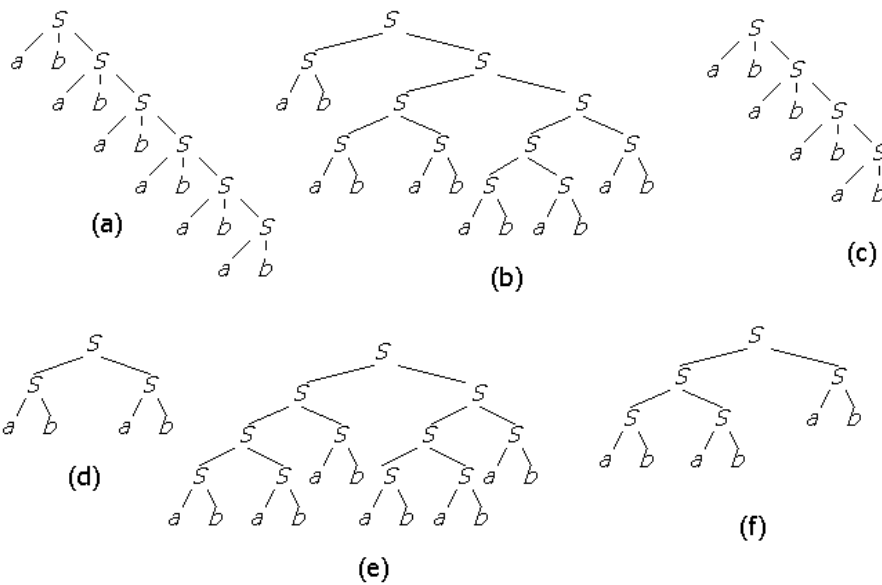 S
a b S
a b S
a b S
a b S
a b S
a b
(a)
S
S S
a b S S
S S S S
a b a b S S a b
a b a b
(b)
S
a b S
a b S
a b S
a b
(c)
S
S S
a b a b
(d)
S
S S
S S S S
S S a b S S a b
a b a b a b a b
(e)
S
S S
S S a b
a b a b
(f)